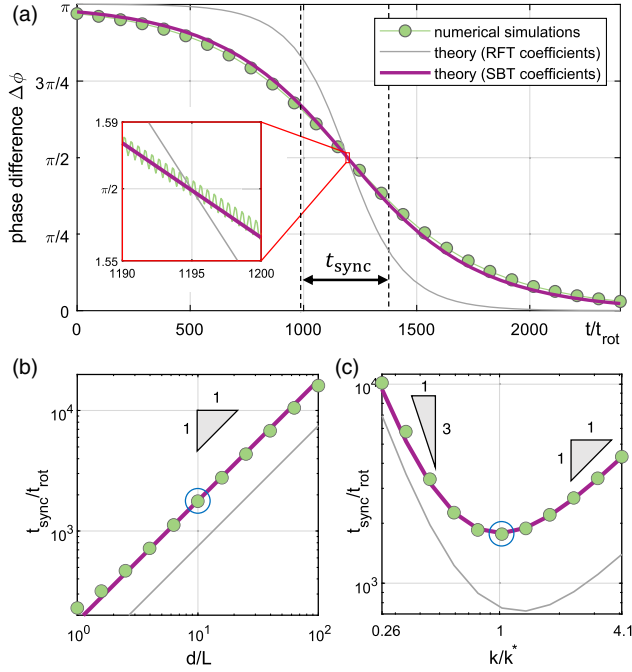 (a)
π
3π/4
π/2
π/4
0
phase difference Δϕ
numerical simulations
theory (RFT coefficients)
theory (SBT coefficients)
1.59
π/2
1.55
1190
1195
1200
t_sync
0
500
1000
1500
2000
t/t_rot
(b)
10^4
10^3
t_sync/t_rot
1
1
10^0
10^1
10^2
d/L
(c)
10^4
10^3
t_sync/t_rot
1
3
1
1
0.26
1
4.1
k/k^*